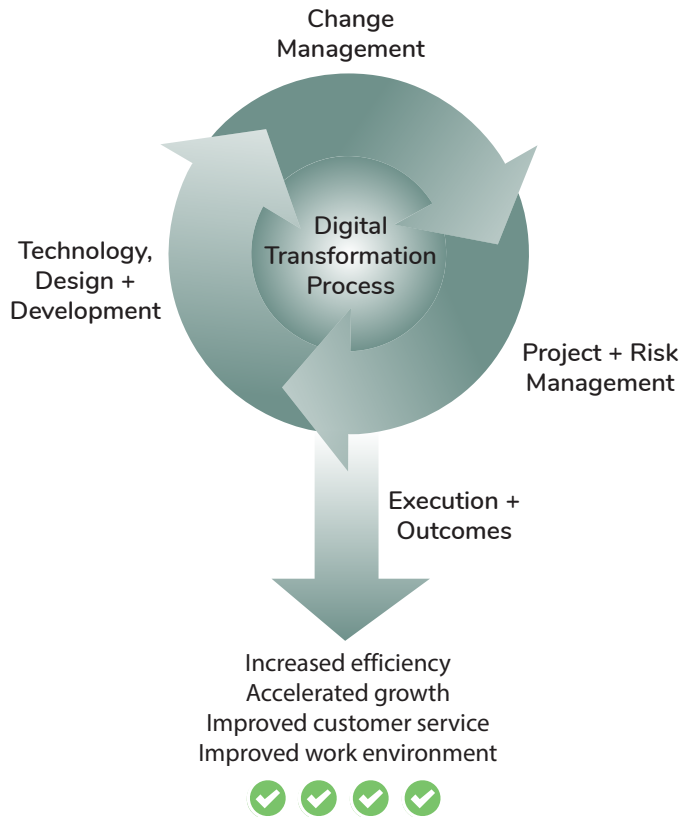 Change
Management
Digital
Transformation
Process
Technology,
Design +
Development
Project + Risk
Management
Execution +
Outcomes
Increased efficiency
Accelerated growth
Improved customer service
Improved work environment